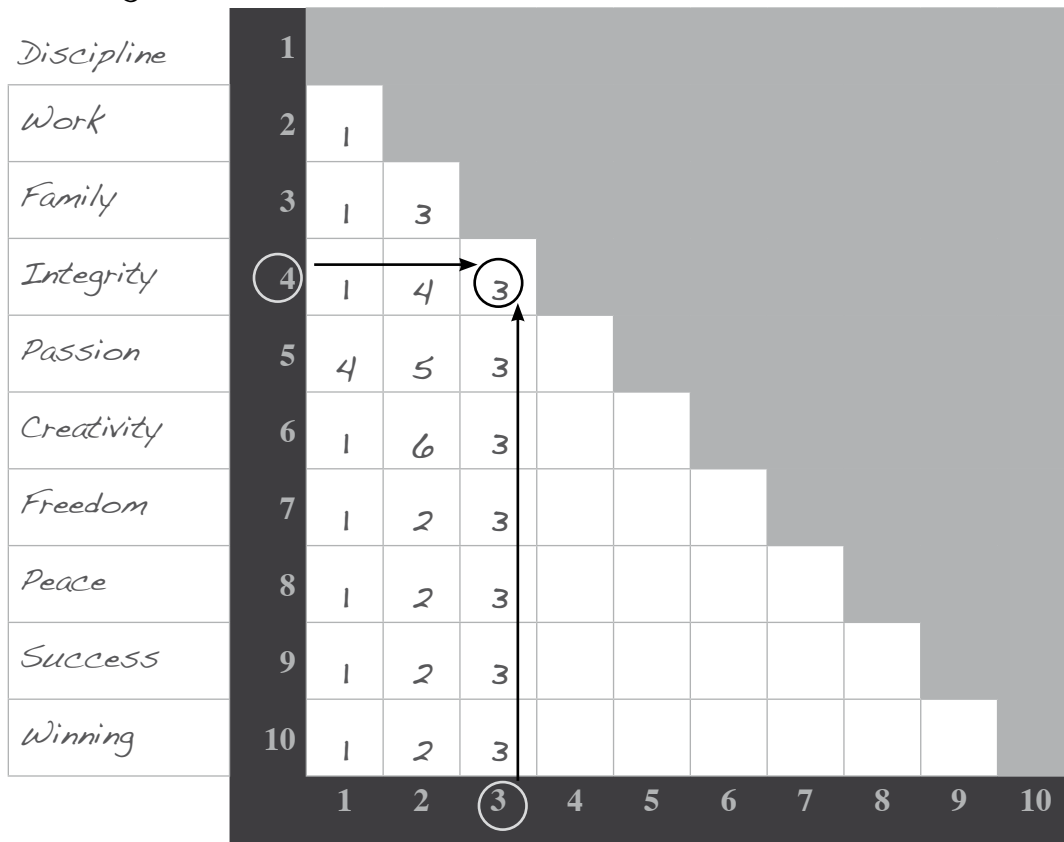 Discipline 1
Work 2 1
Family 3 1 3
Integrity 4 1 4 3
Passion 5 4 5 3
Creativity 6 1 6 3
Freedom 7 1 2 3
Peace 8 1 2 3
Success 9 1 2 3
Winning 10 1 2 3
1 2 3 4 5 6 7 8 9 10